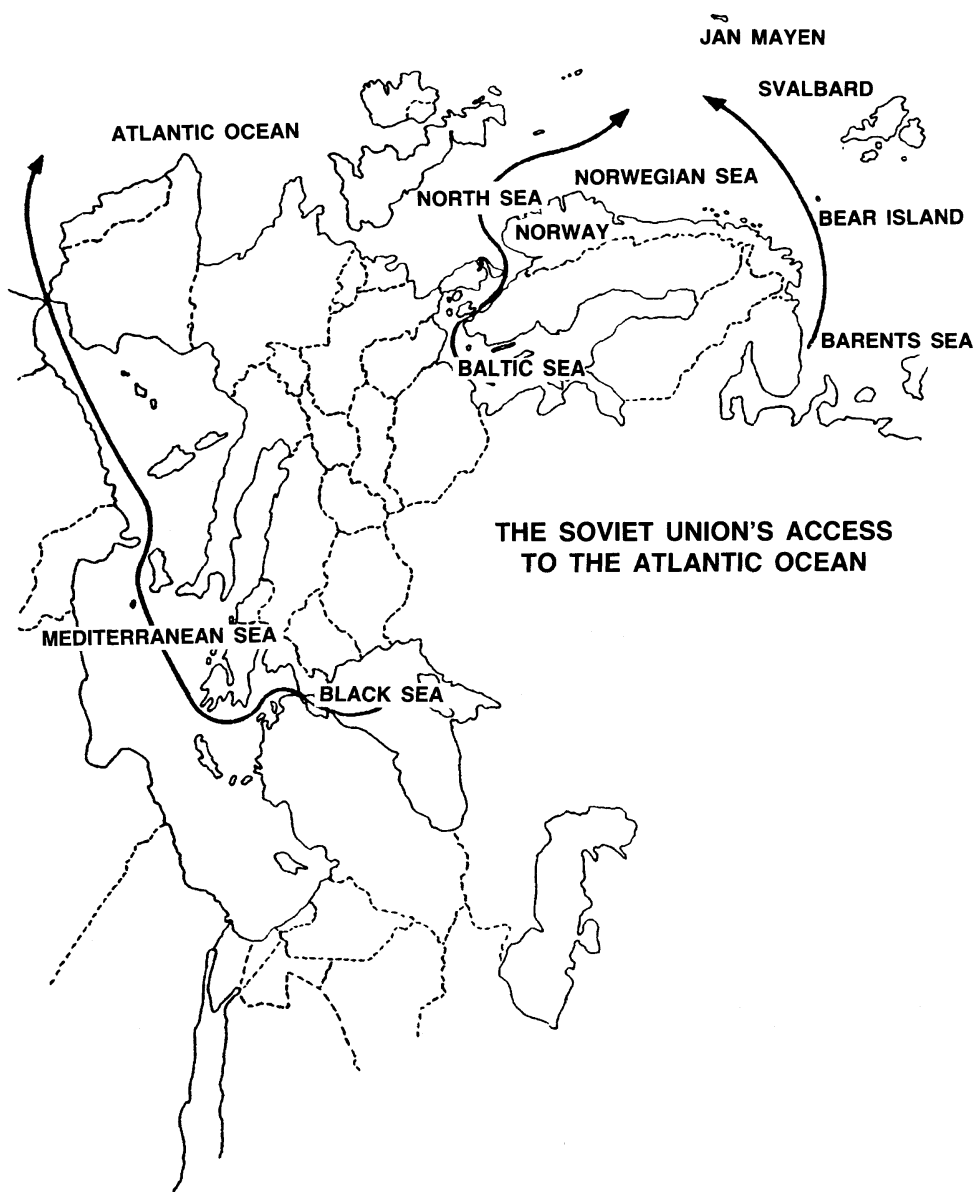 JAN MAYEN
SVALBARD
ATLANTIC OCEAN
NORWEGIAN SEA
NORTH SEA
BEAR ISLAND
NORWAY
BARENTS SEA
BALTIC SEA
THE SOVIET UNION'S ACCESS
TO THE ATLANTIC OCEAN
MEDITERRANEAN SEA
BLACK SEA